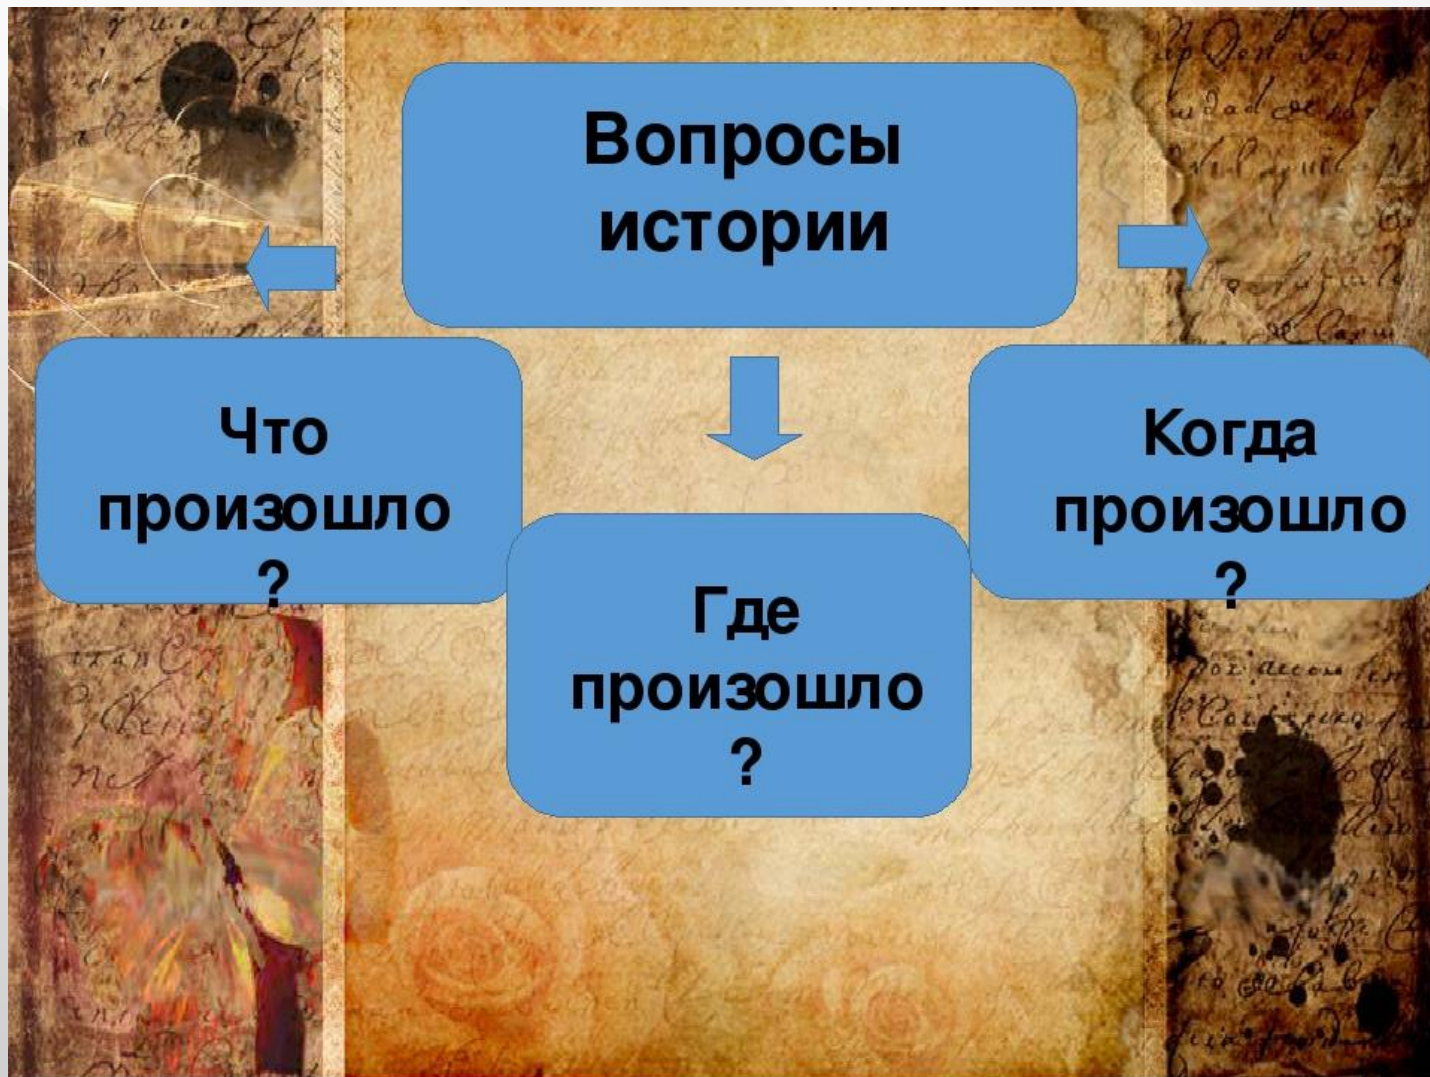 Вопросы
истории
Что
произошло
?
Где
произошло
?
Когда
произошло
?